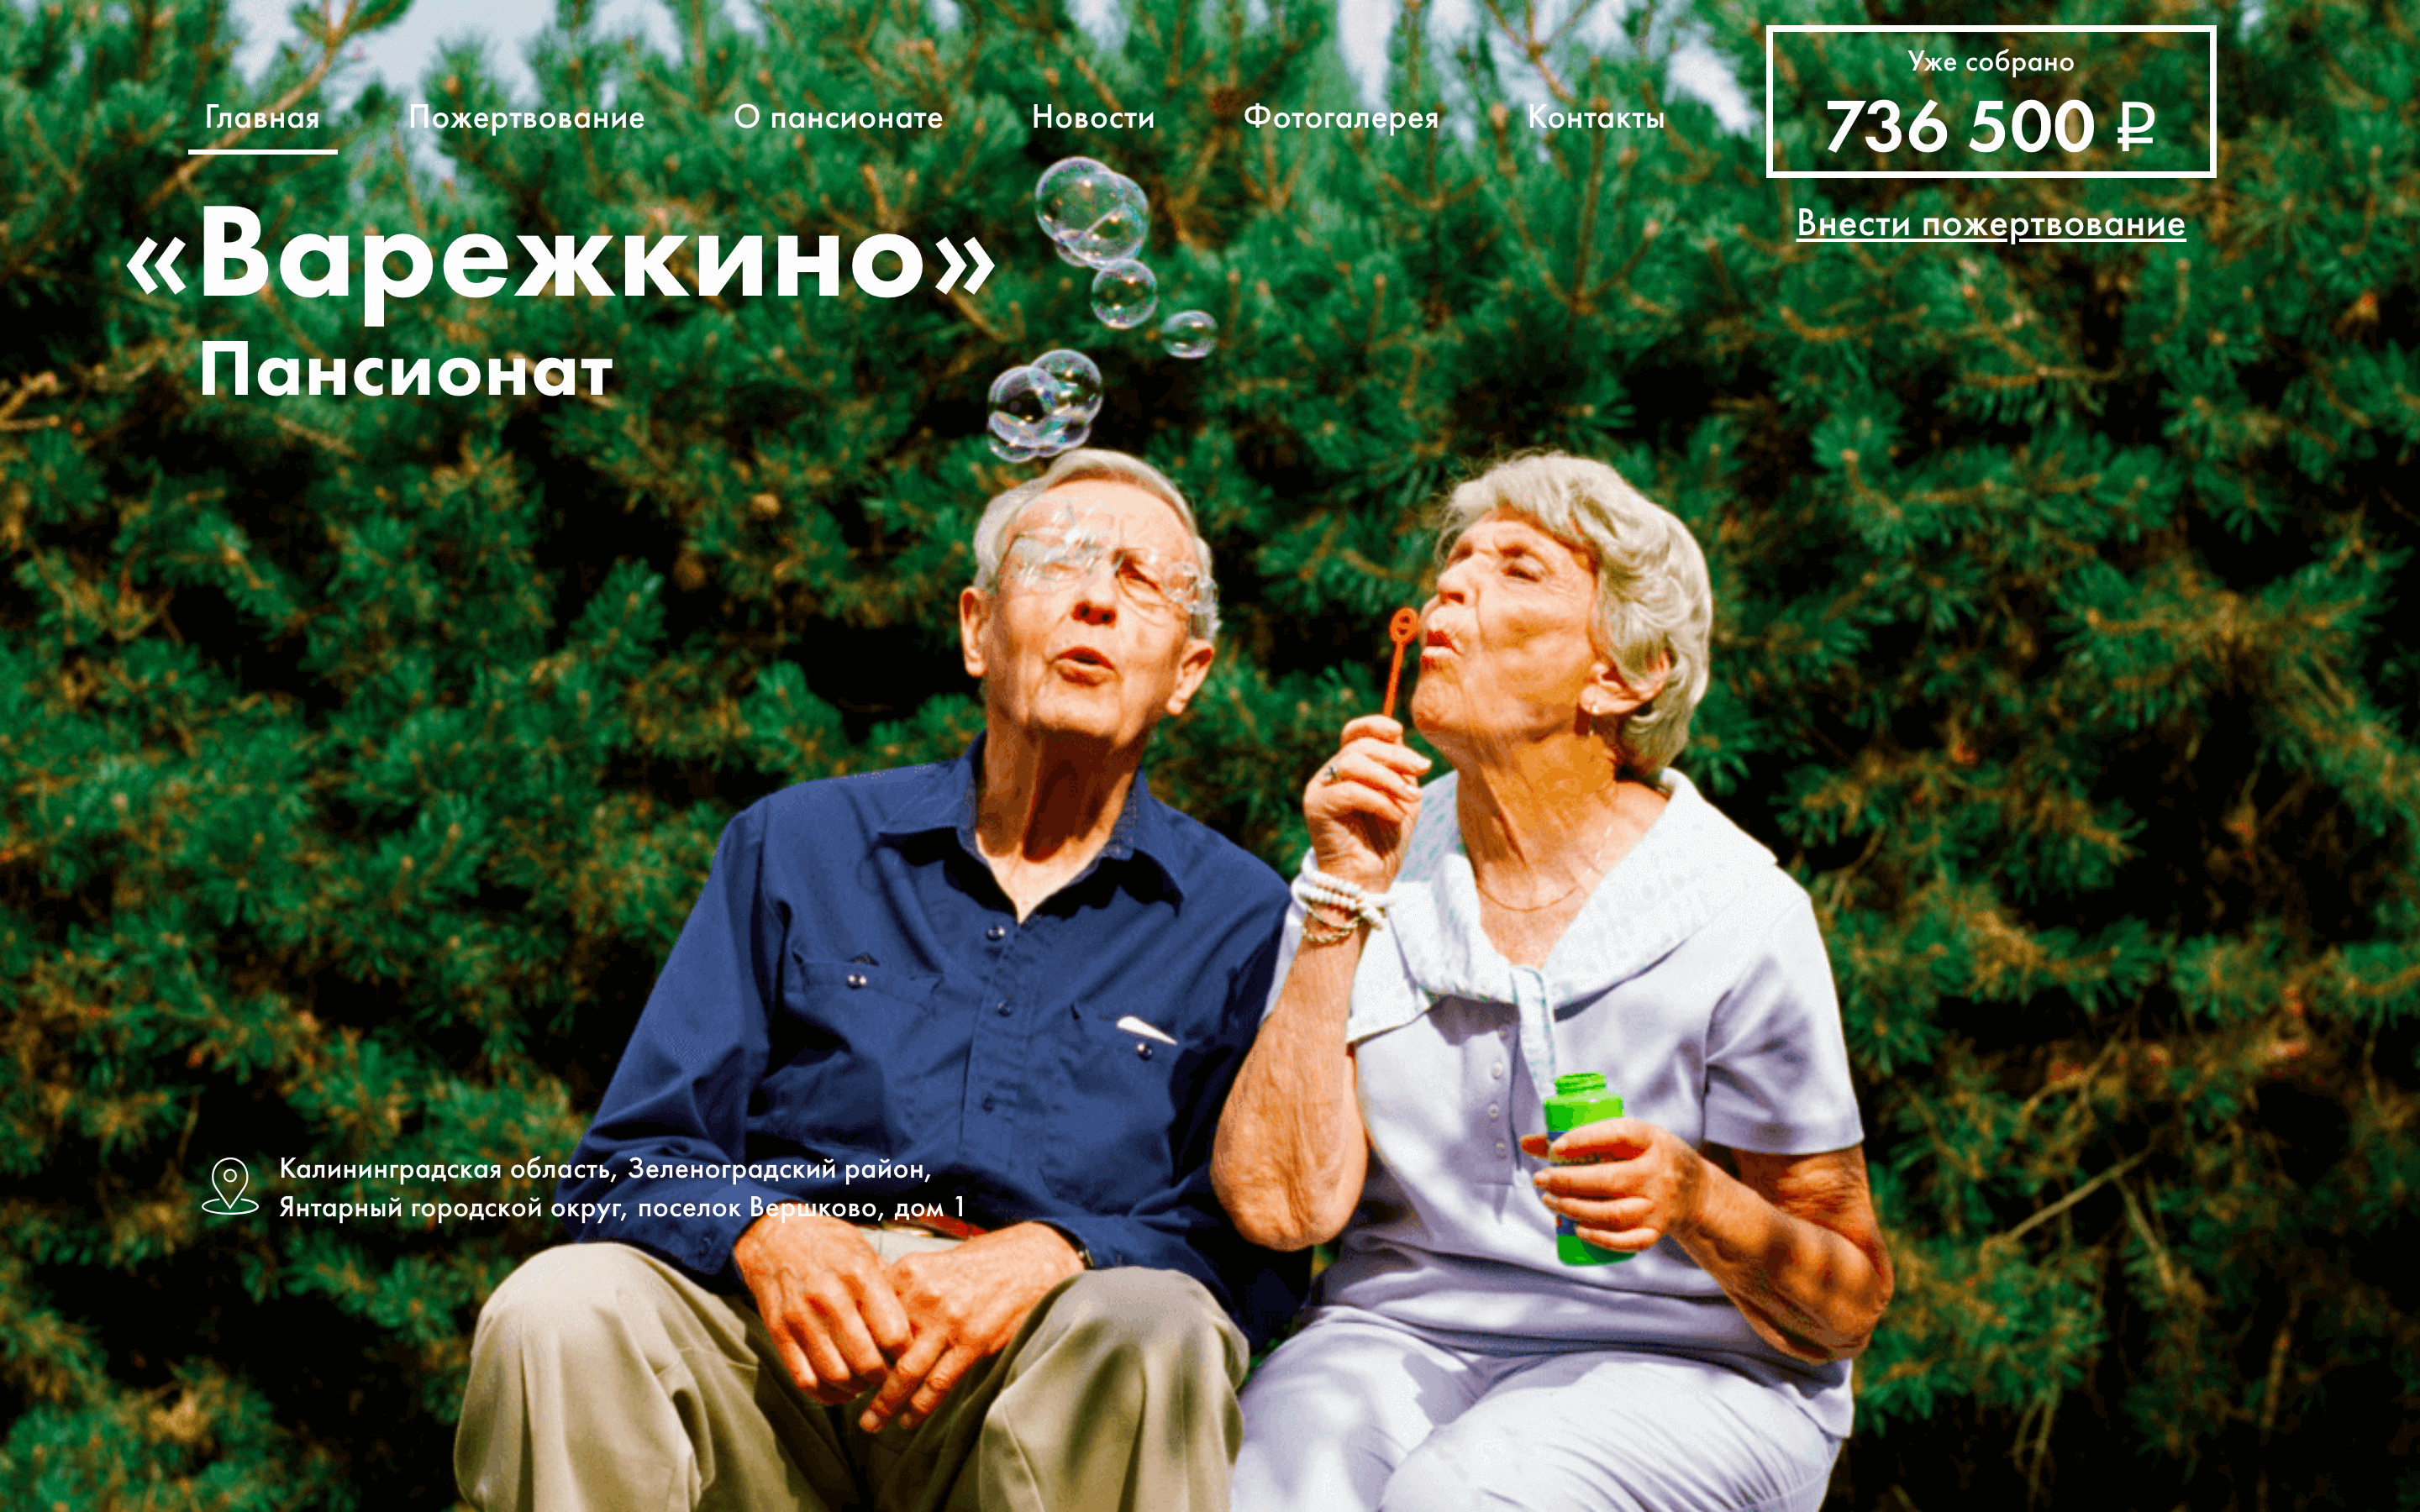 Уже собрано
736 500 ₽
Внести пожертвование
Главная
Пожертвование
О пансионате
Новости
Фотогалерея
Контакты
«Варежкино»
Пансионат
Калининградская область, Зеленоградский район,
Янтарный городской округ, поселок Вершково, дом 1